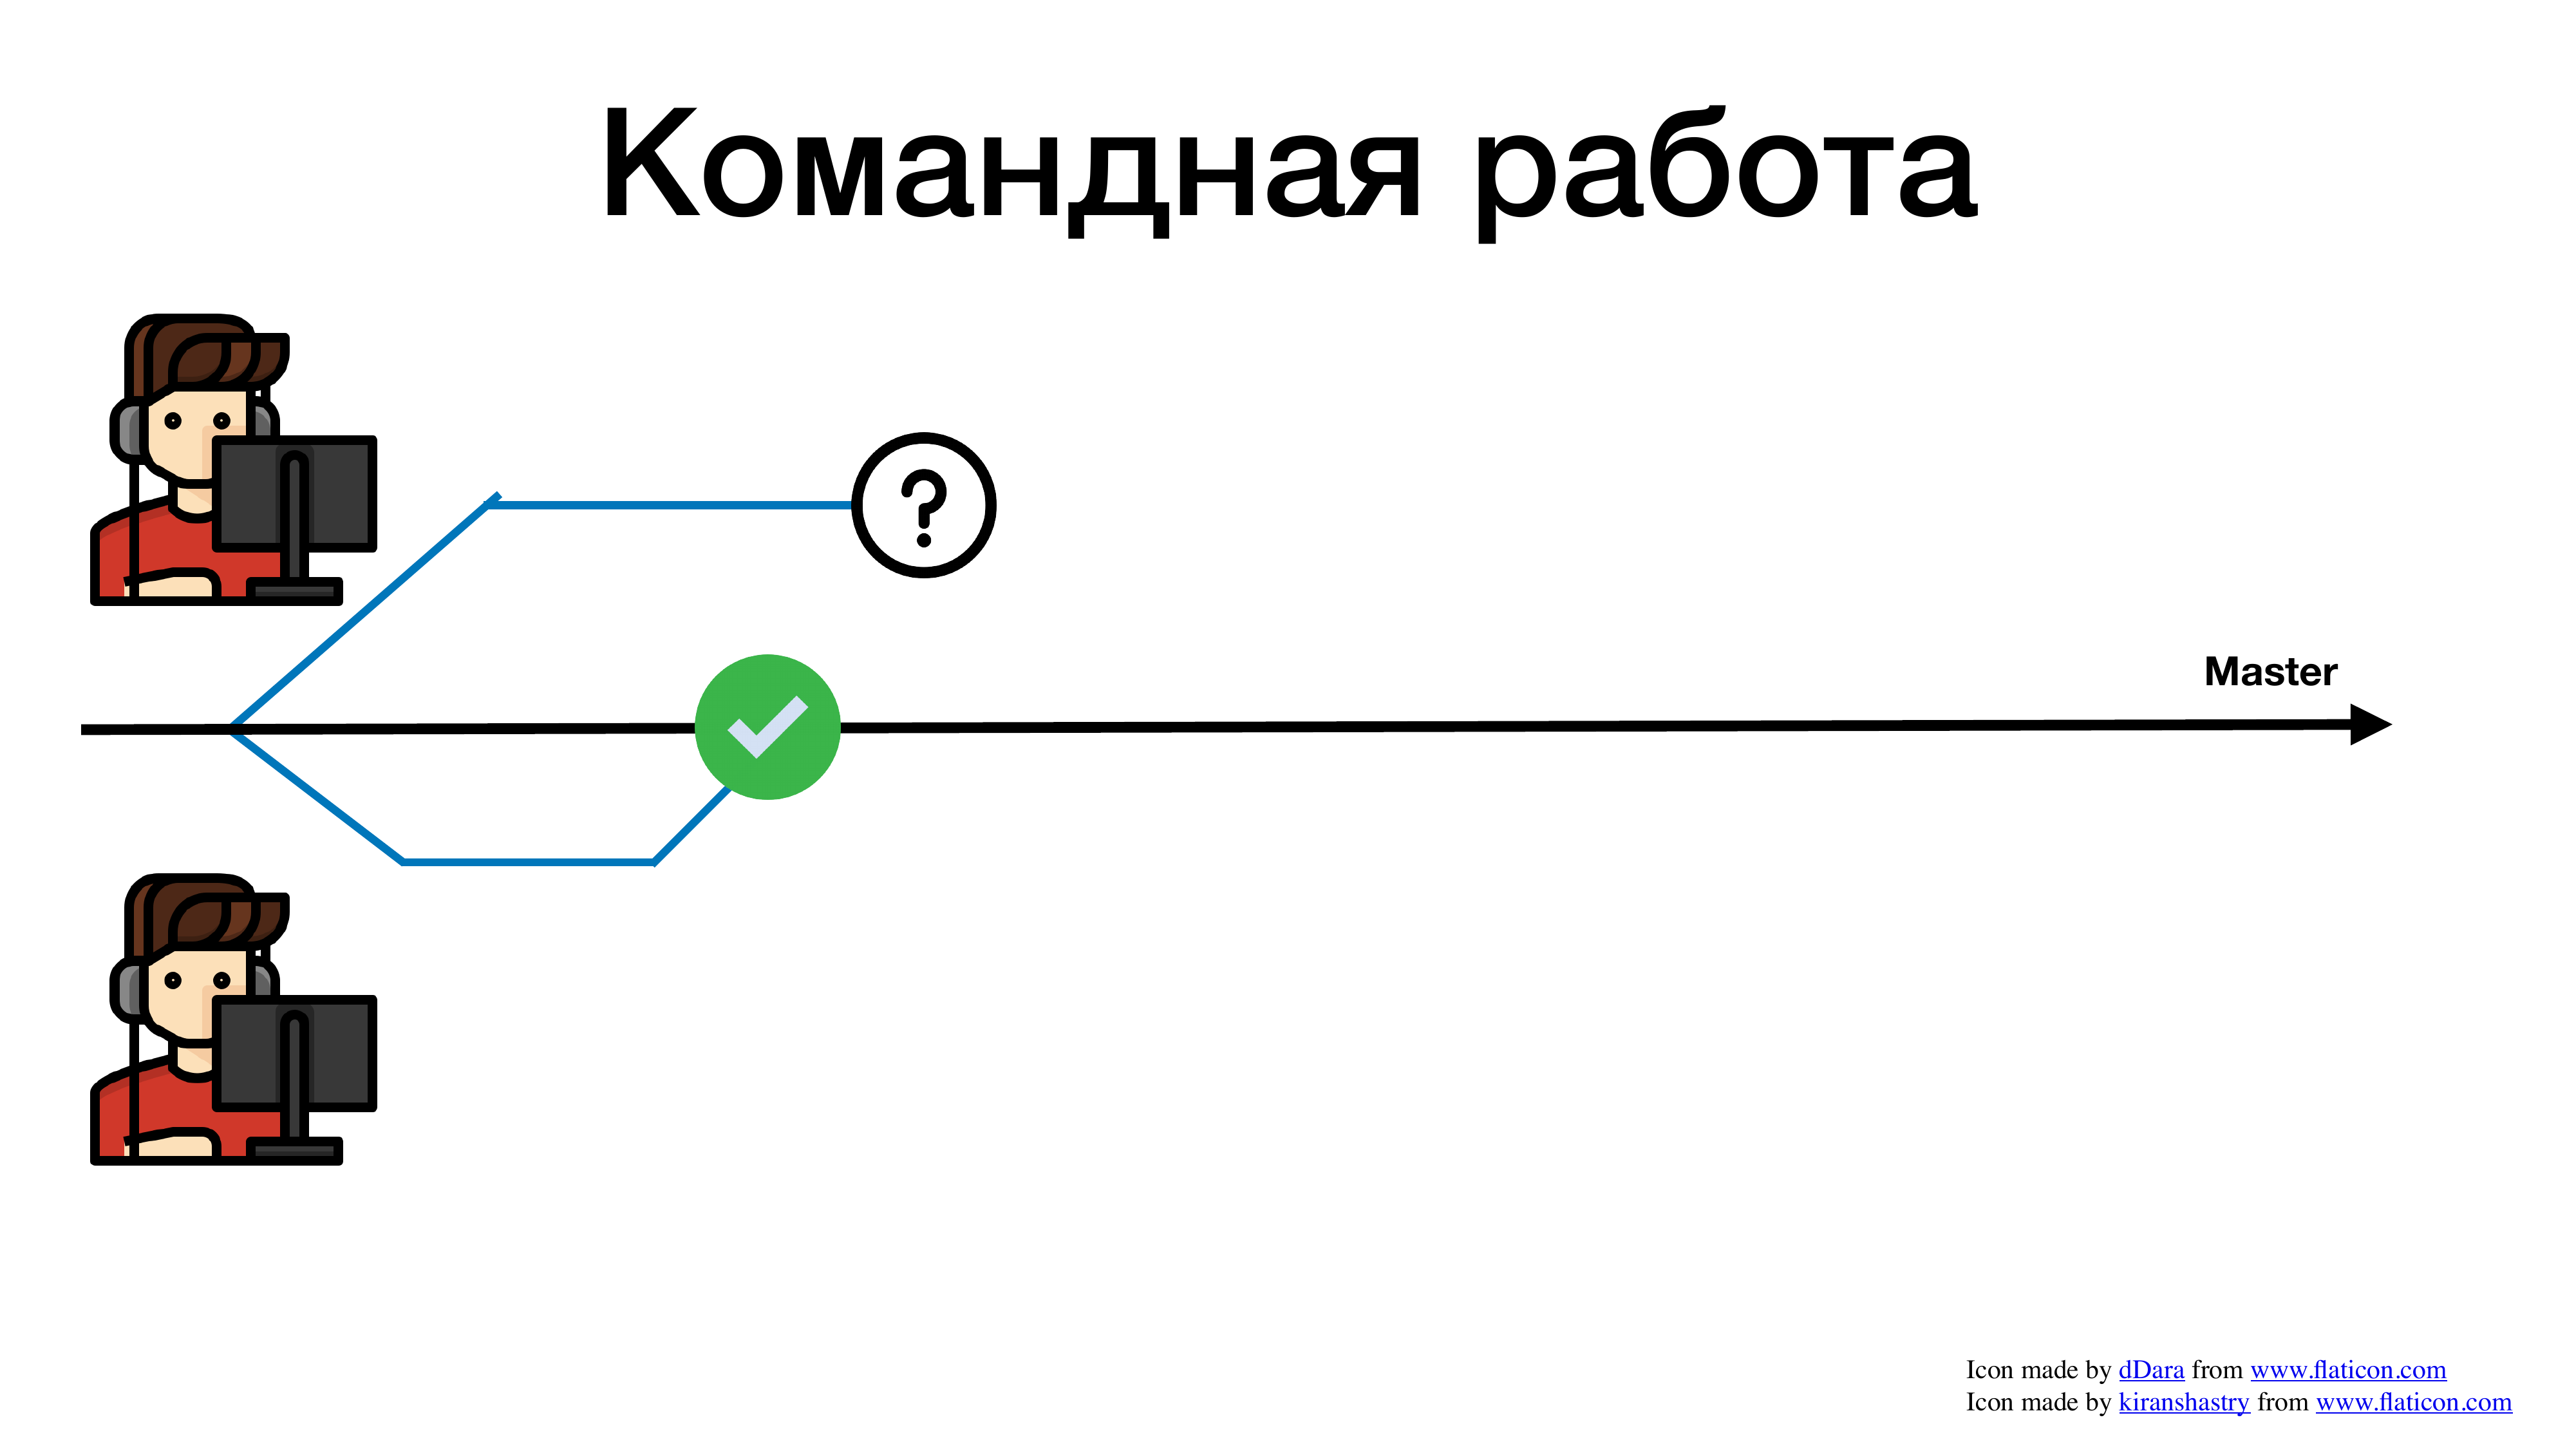 Командная работа
?
Master
Icon made by dDara from www.flaticon.com
Icon made by kiranshastry from www.flaticon.com